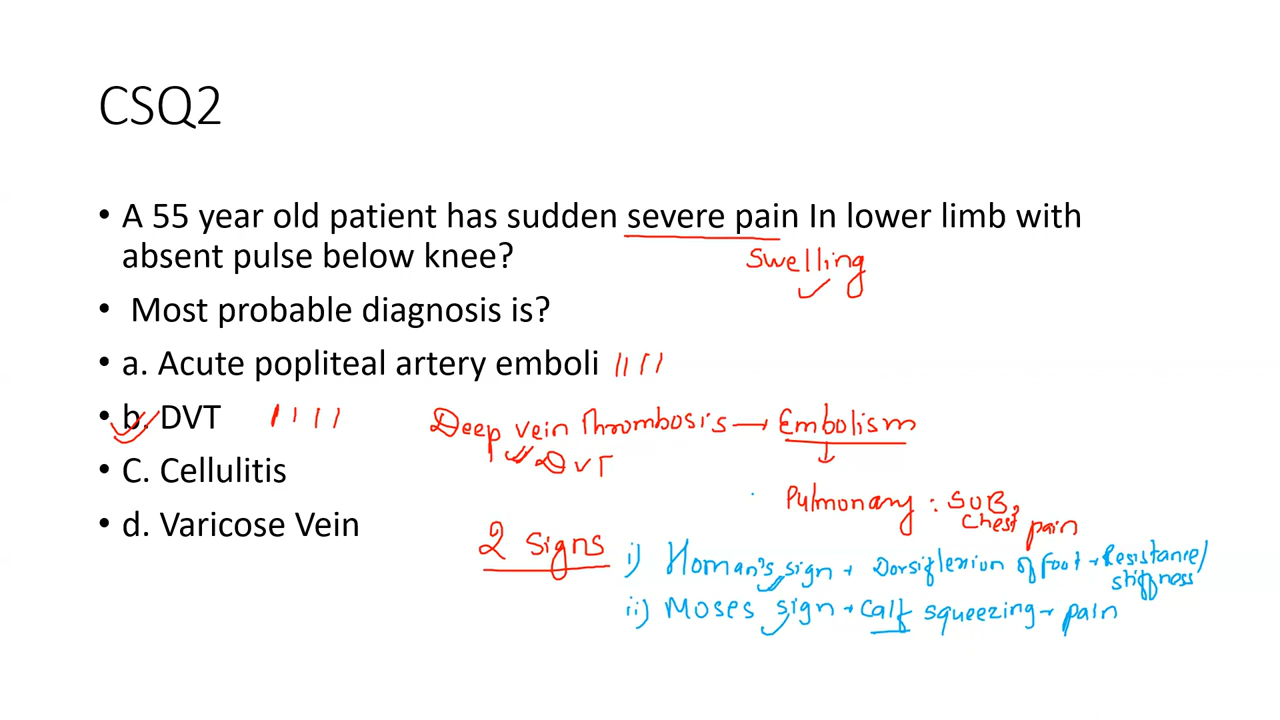 CSQ2
• A 55 year old patient has sudden severe pain In lower limb with
absent pulse below knee?
Swelling
• Most probable diagnosis is?
• a. Acute popliteal artery emboli
• b. DVT
Deep vein Thrombosis → Embolism
DVT
• C. Cellulitis
Pulmonary : SOB,
chest pain
• d. Varicose Vein
2 Signs
i) Homan's sign → Dorsiflexion of foot → Resistance/
stiffness
ii) Moses sign → calf squeezing → pain